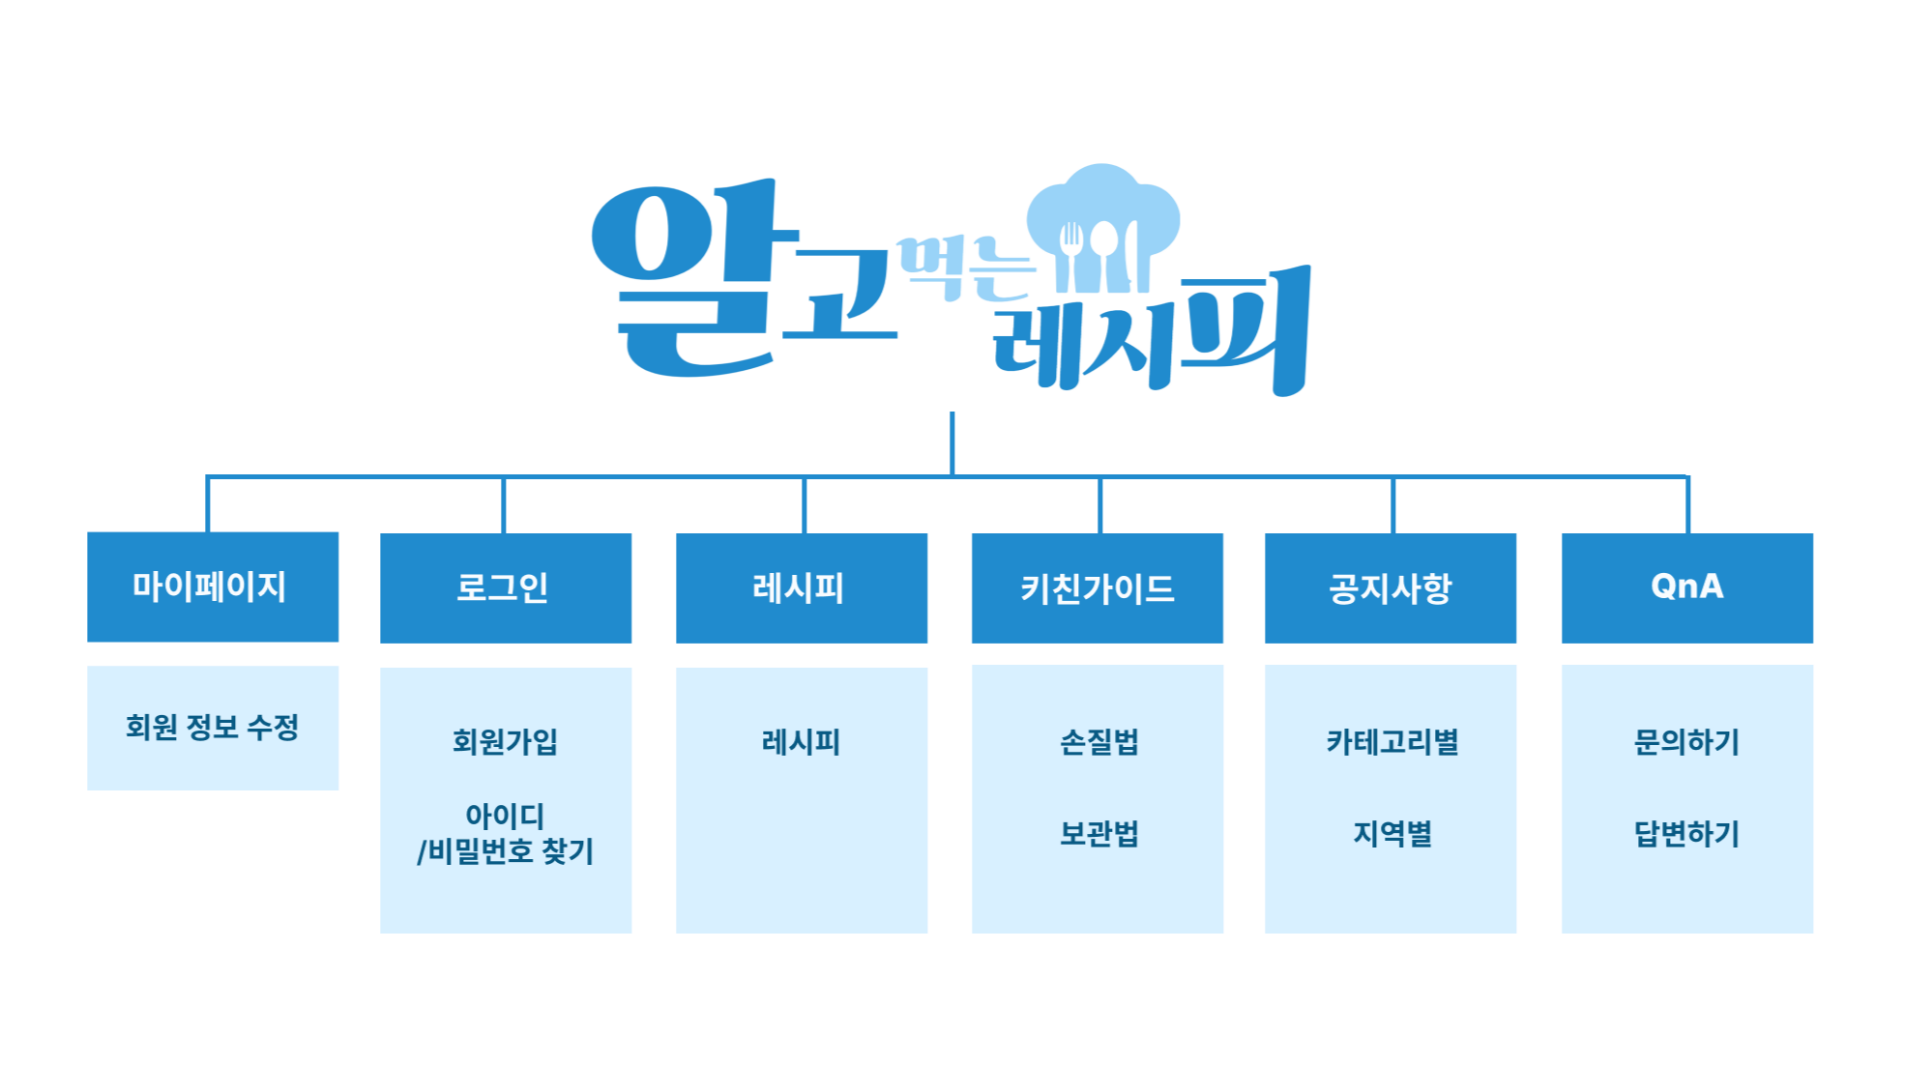 알고먹는
레시피
마이페이지
로그인
레시피
키친가이드
공지사항
QnA
회원 정보 수정
회원가입
아이디
/비밀번호 찾기
레시피
손질법
보관법
카테고리별
지역별
문의하기
답변하기